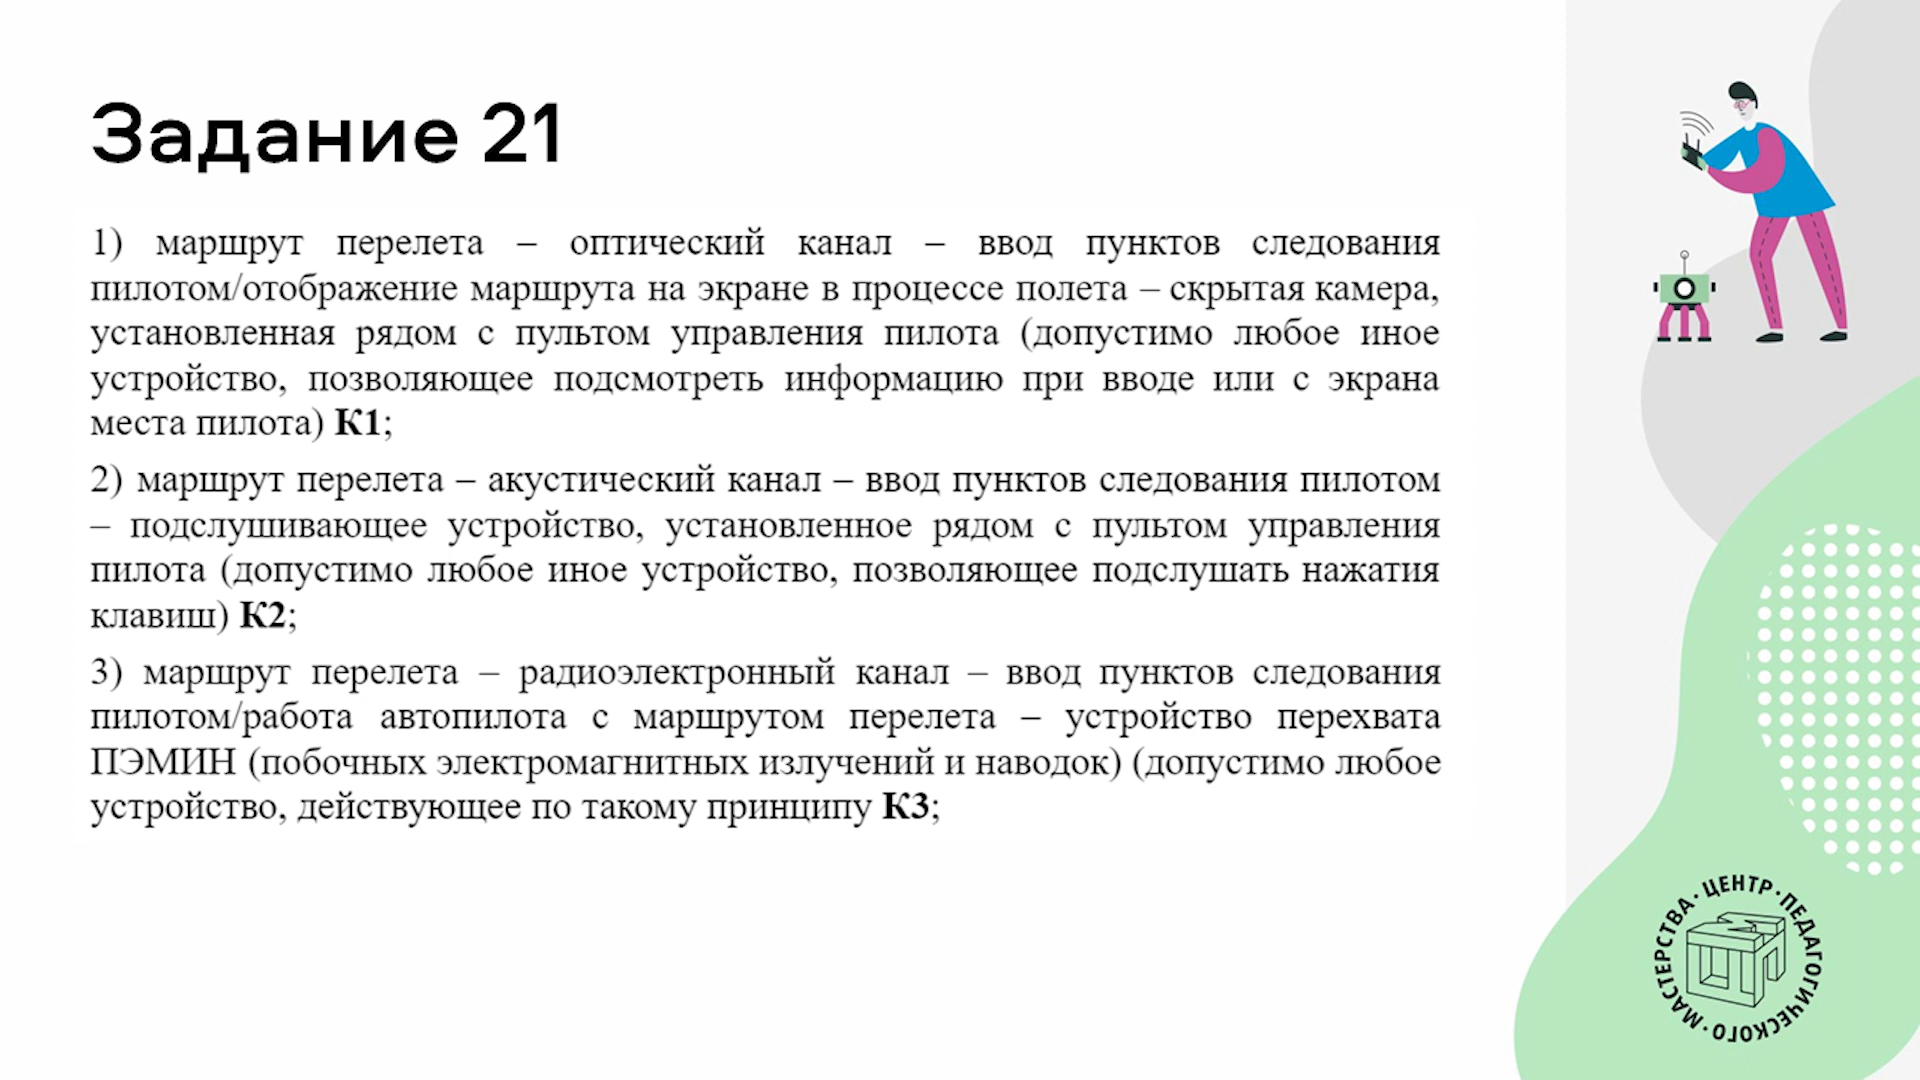 Задание 21
1) маршрут перелета – оптический канал – ввод пунктов следования
пилотом/отображение маршрута на экране в процессе полета – скрытая камера,
установленная рядом с пультом управления пилота (допустимо любое иное
устройство, позволяющее подсмотреть информацию при вводе или с экрана
места пилота) К1;
2) маршрут перелета – акустический канал – ввод пунктов следования пилотом
– подслушивающее устройство, установленное рядом с пультом управления
пилота (допустимо любое иное устройство, позволяющее подслушать нажатия
клавиш) К2;
3) маршрут перелета – радиоэлектронный канал – ввод пунктов следования
пилотом/работа автопилота с маршрутом перелета – устройство перехвата
ПЭМИН (побочных электромагнитных излучений и наводок) (допустимо любое
устройство, действующее по такому принципу К3;
ЦЕНТР · ПЕДАГОГИЧЕСКОГО · МАСТЕРСТВА ·